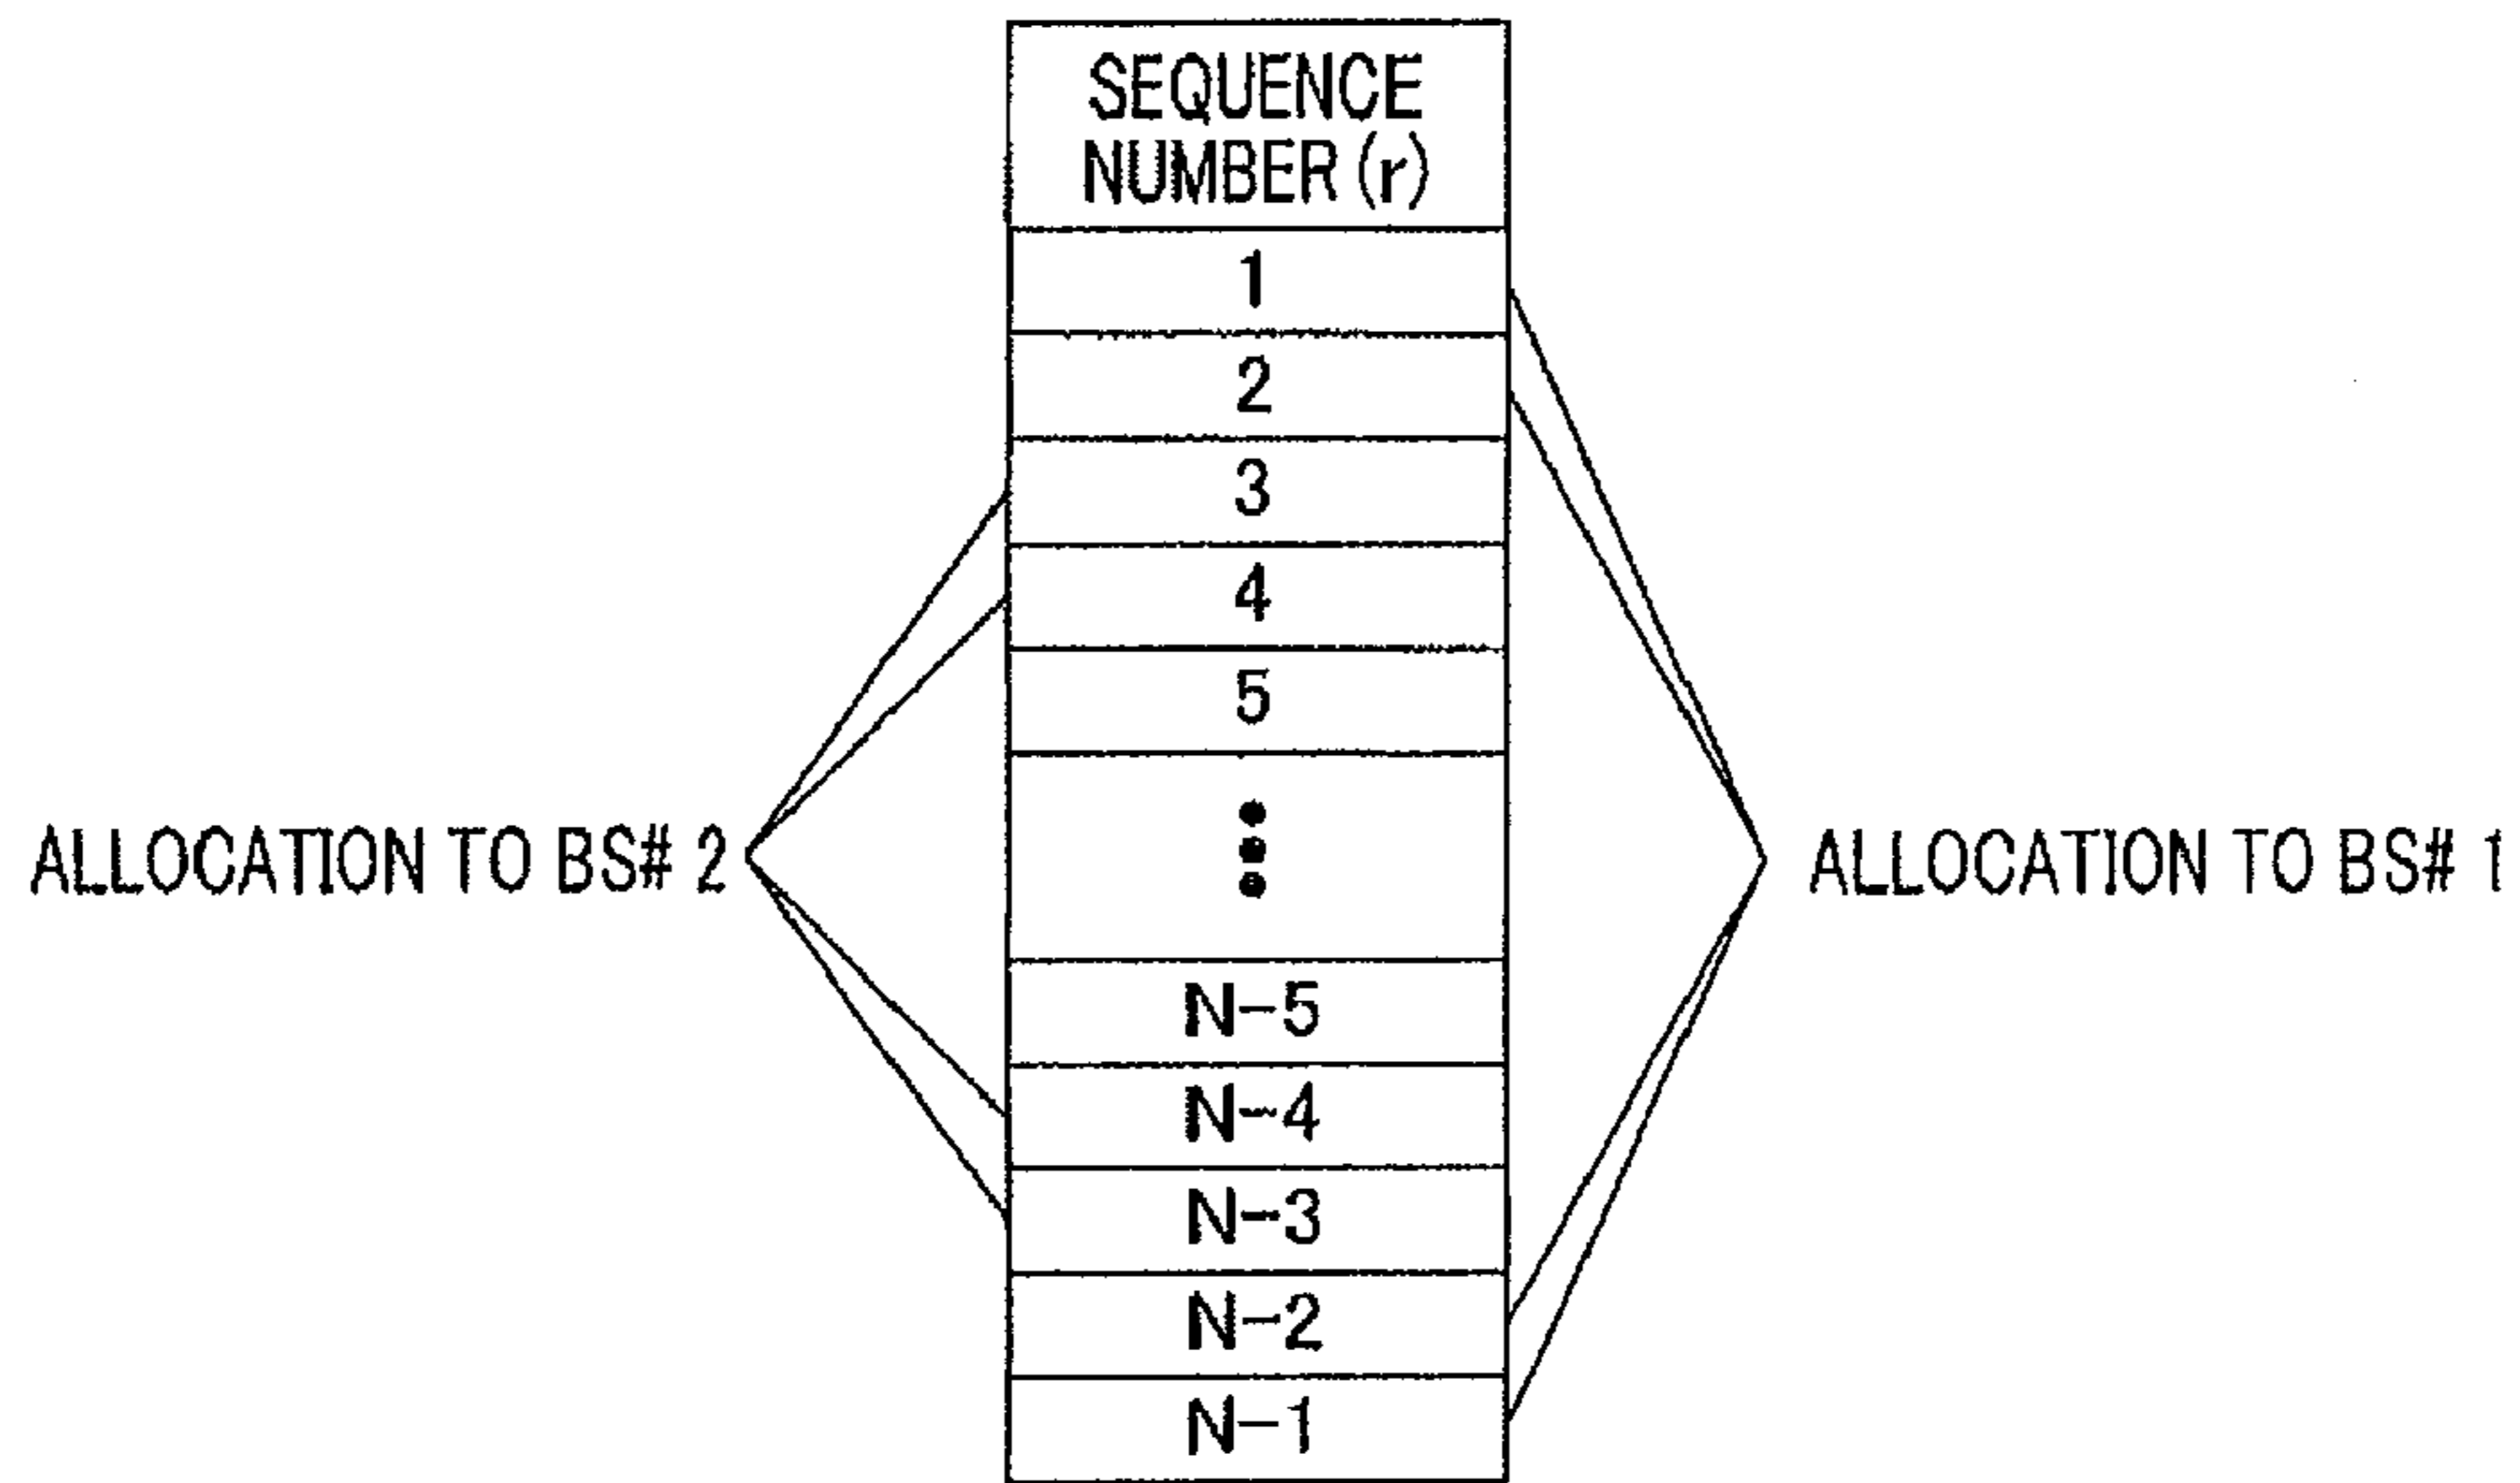 SEQUENCE
NUMBER (r)
1
2
3
4
5
ALLOCATION TO BS# 2
ALLOCATION TO BS# 1
N-5
N-4
N-3
N-2
N-1